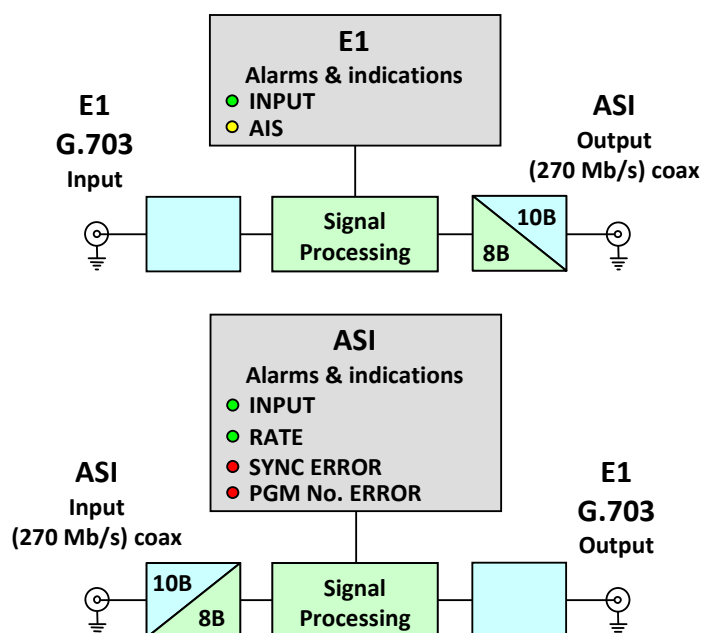 E1
Alarms & indications
INPUT
AIS
E1
G.703
Input
ASI
Output
(270 Mb/s) coax
Signal
Processing
10B
8B
ASI
Alarms & indications
INPUT
RATE
SYNC ERROR
PGM No. ERROR
ASI
Input
(270 Mb/s) coax
E1
G.703
Output
10B
8B
Signal
Processing